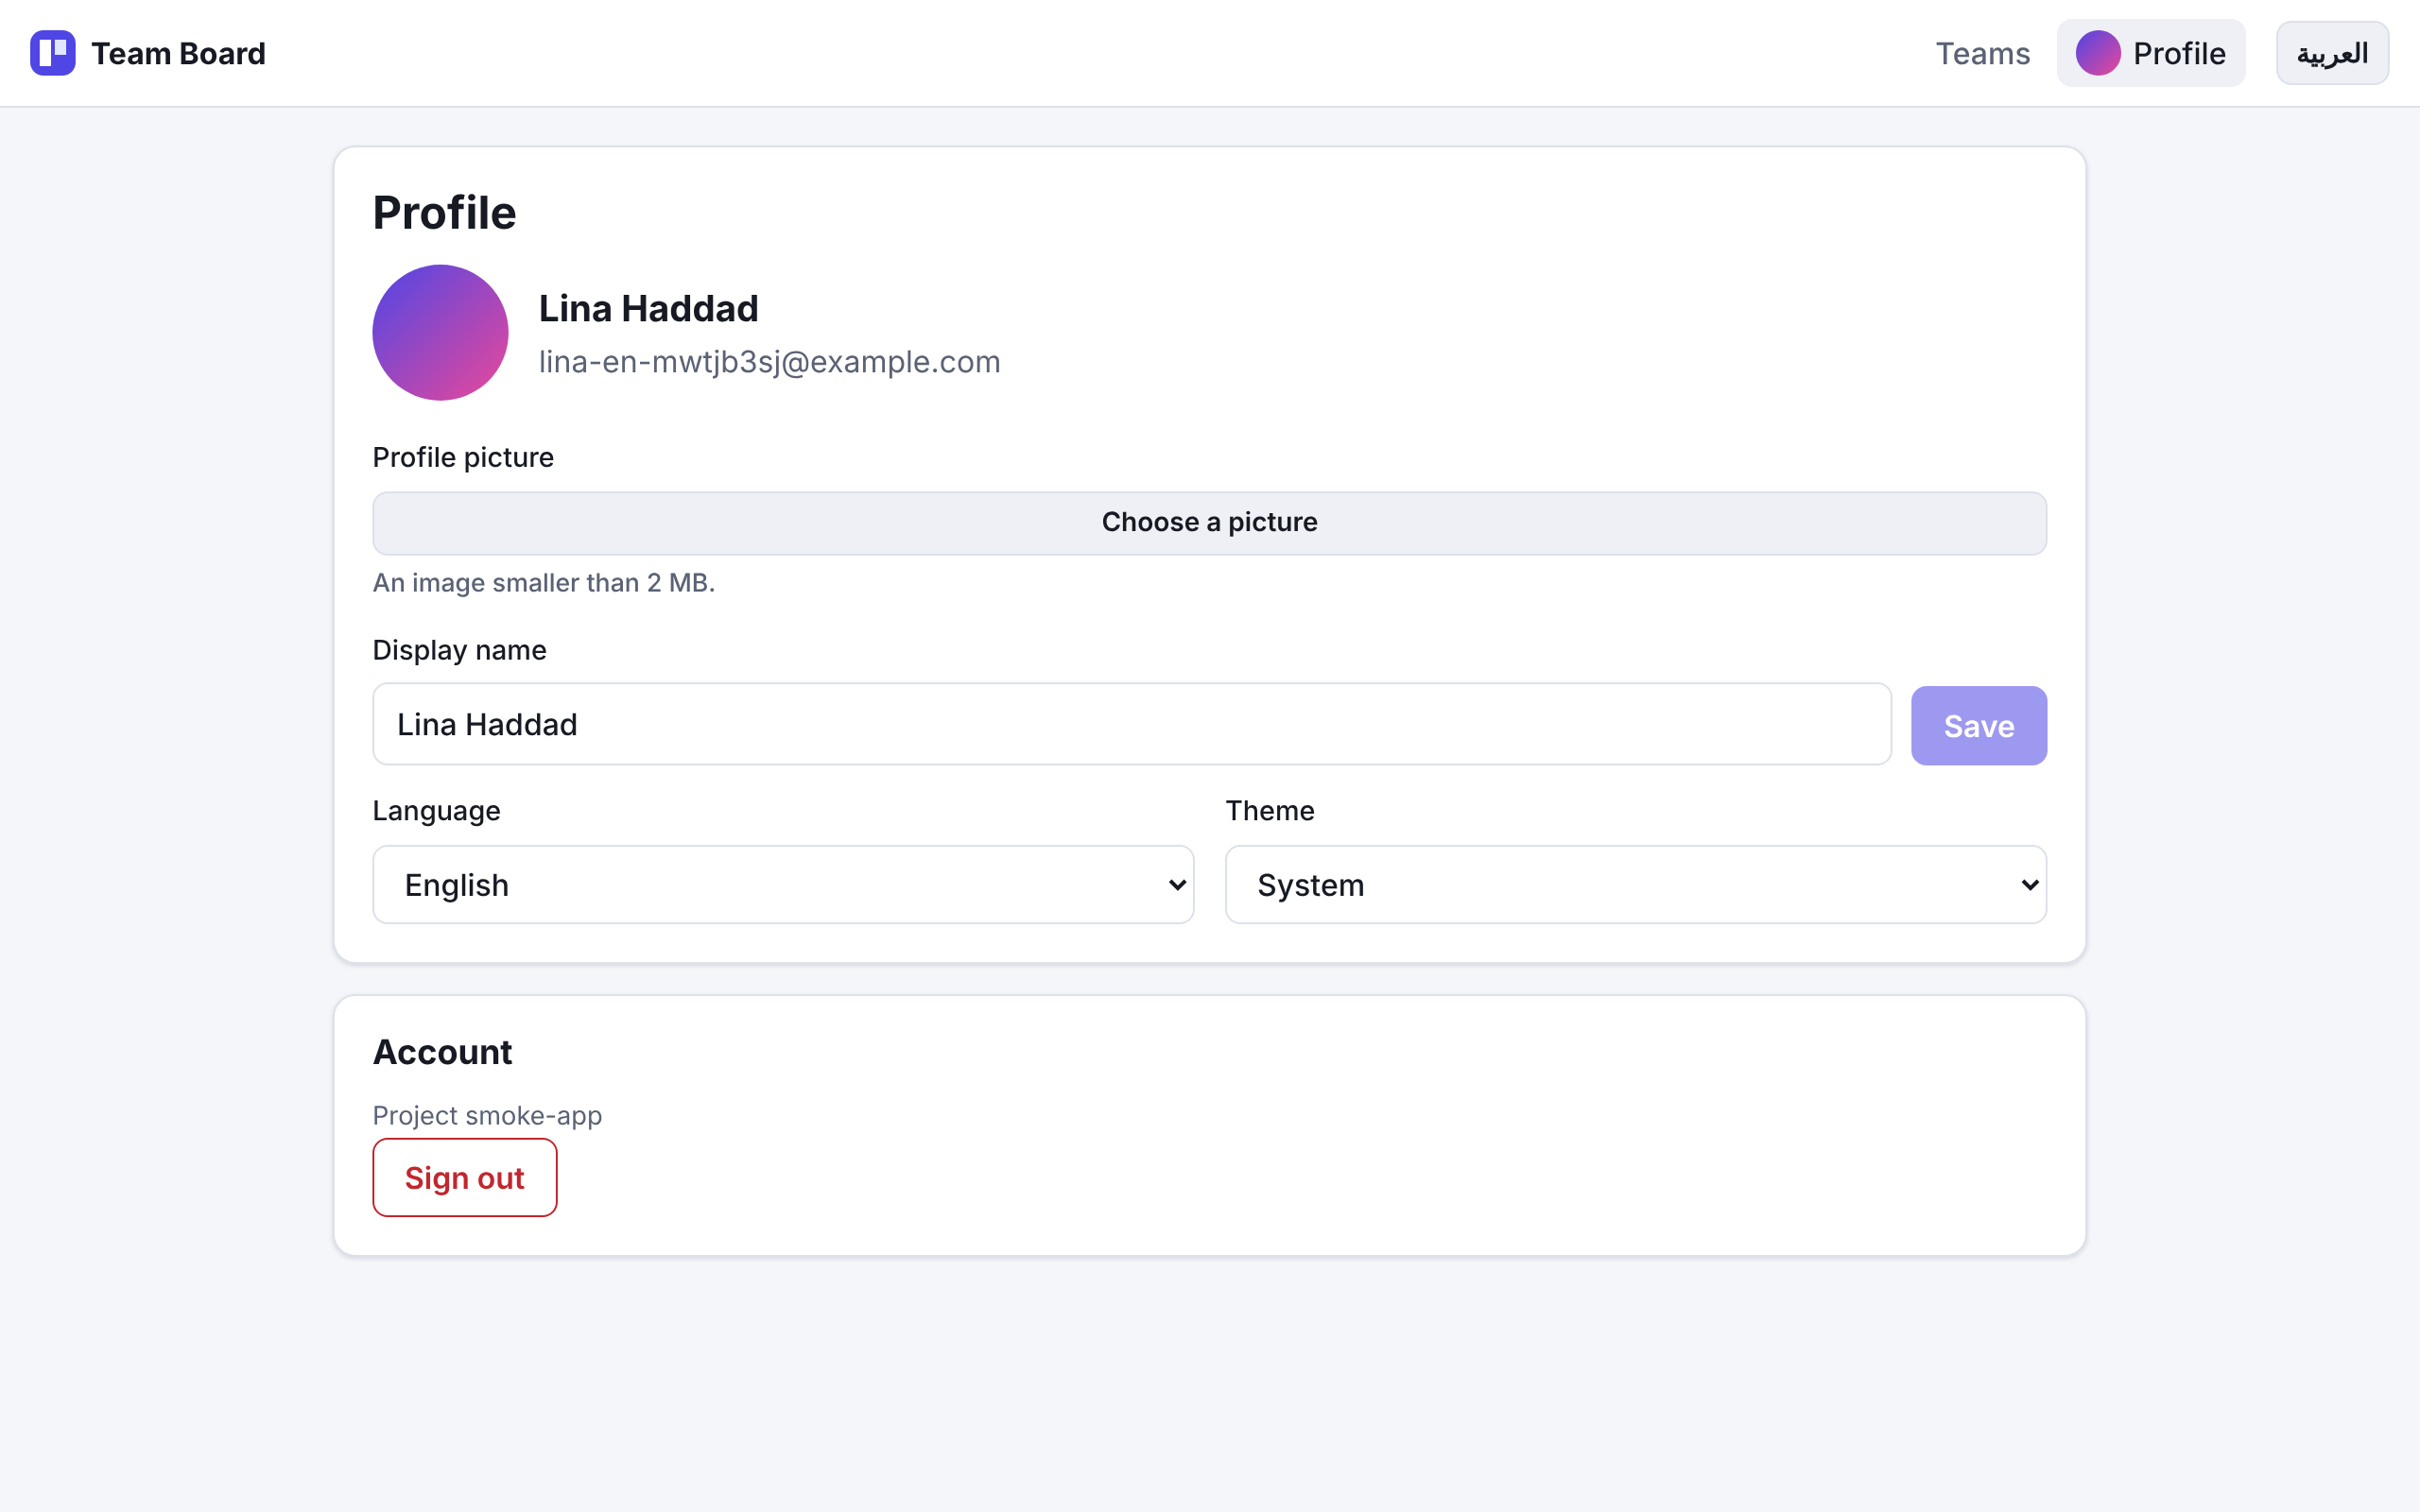 Team Board
Teams
Profile
العربية
Profile
Lina Haddad
lina-en-mwtjb3sj@example.com
Profile picture
Choose a picture
An image smaller than 2 MB.
Display name
Lina Haddad
Save
Language
Theme
English
System
Account
Project smoke-app
Sign out